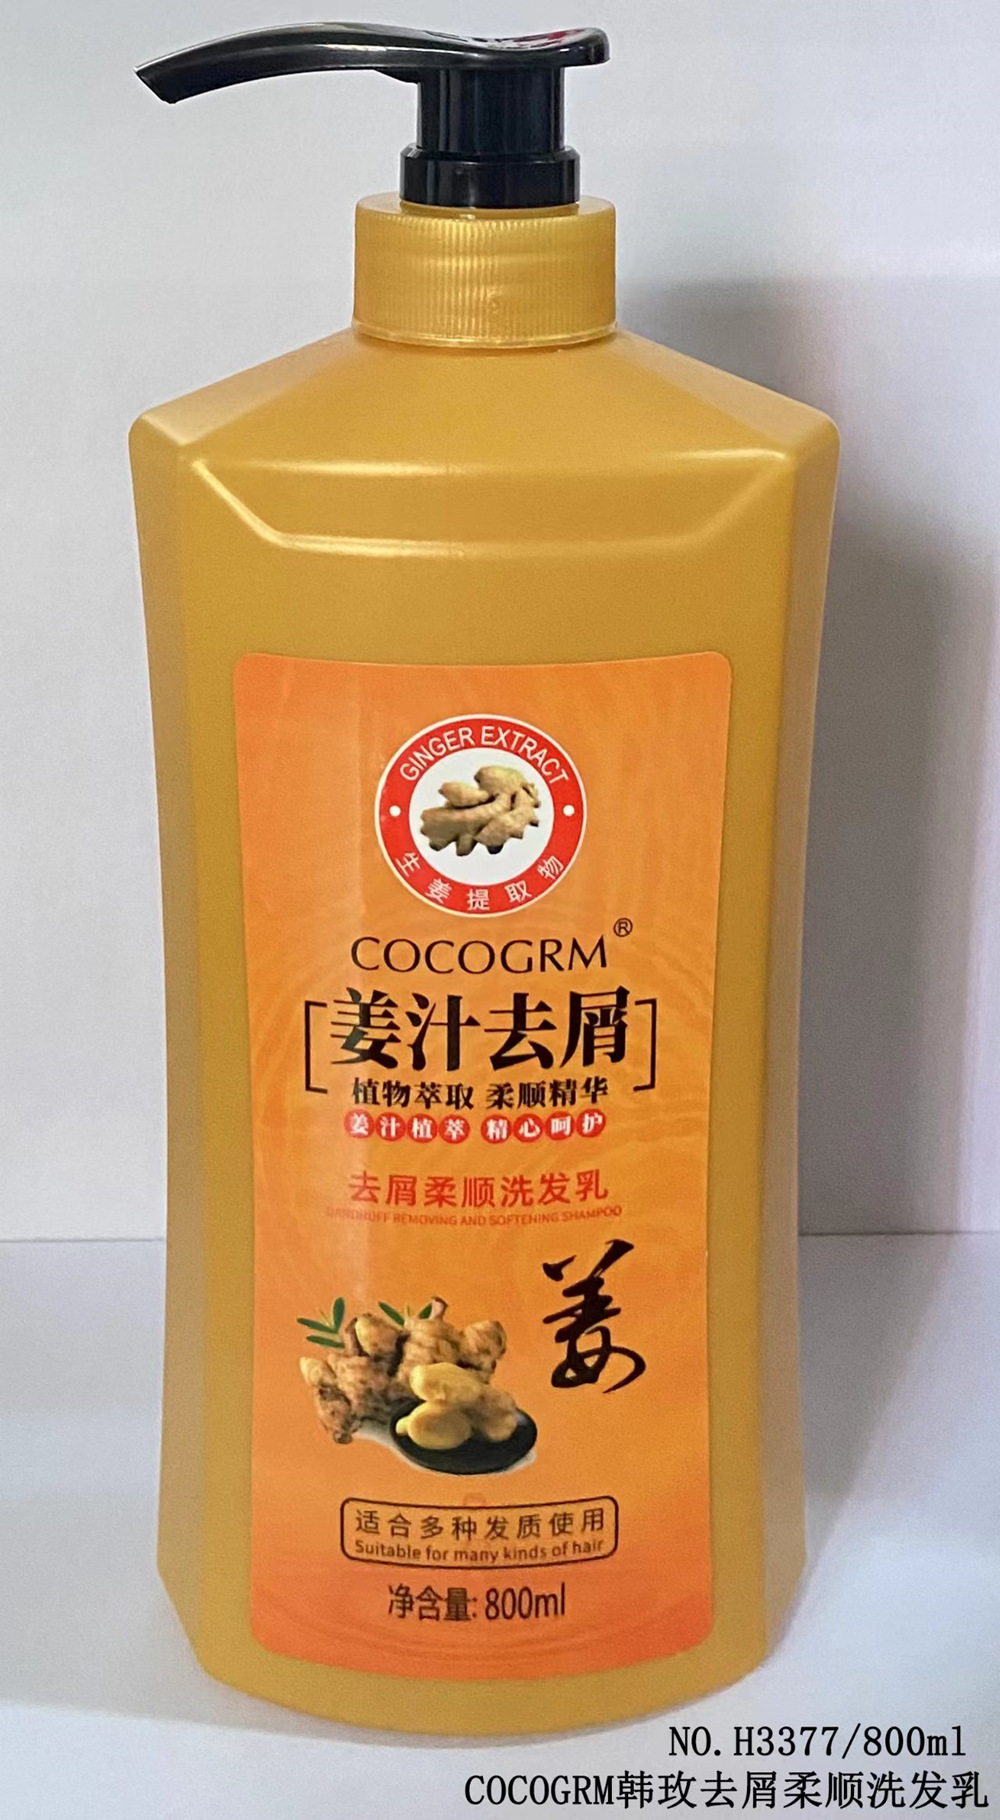 GINGER EXTRACT
生姜提取物
COCOGRM®
[姜汁去屑]
植物萃取 柔顺精华
姜汁植萃 精心呵护
去屑柔顺洗发乳
DANDRUFF REMOVING AND SOFTENING SHAMPOO
姜
适合多种发质使用
Suitable for many kinds of hair
净含量: 800ml
NO.H3377/800ml
COCOGRM韩玫去屑柔顺洗发乳